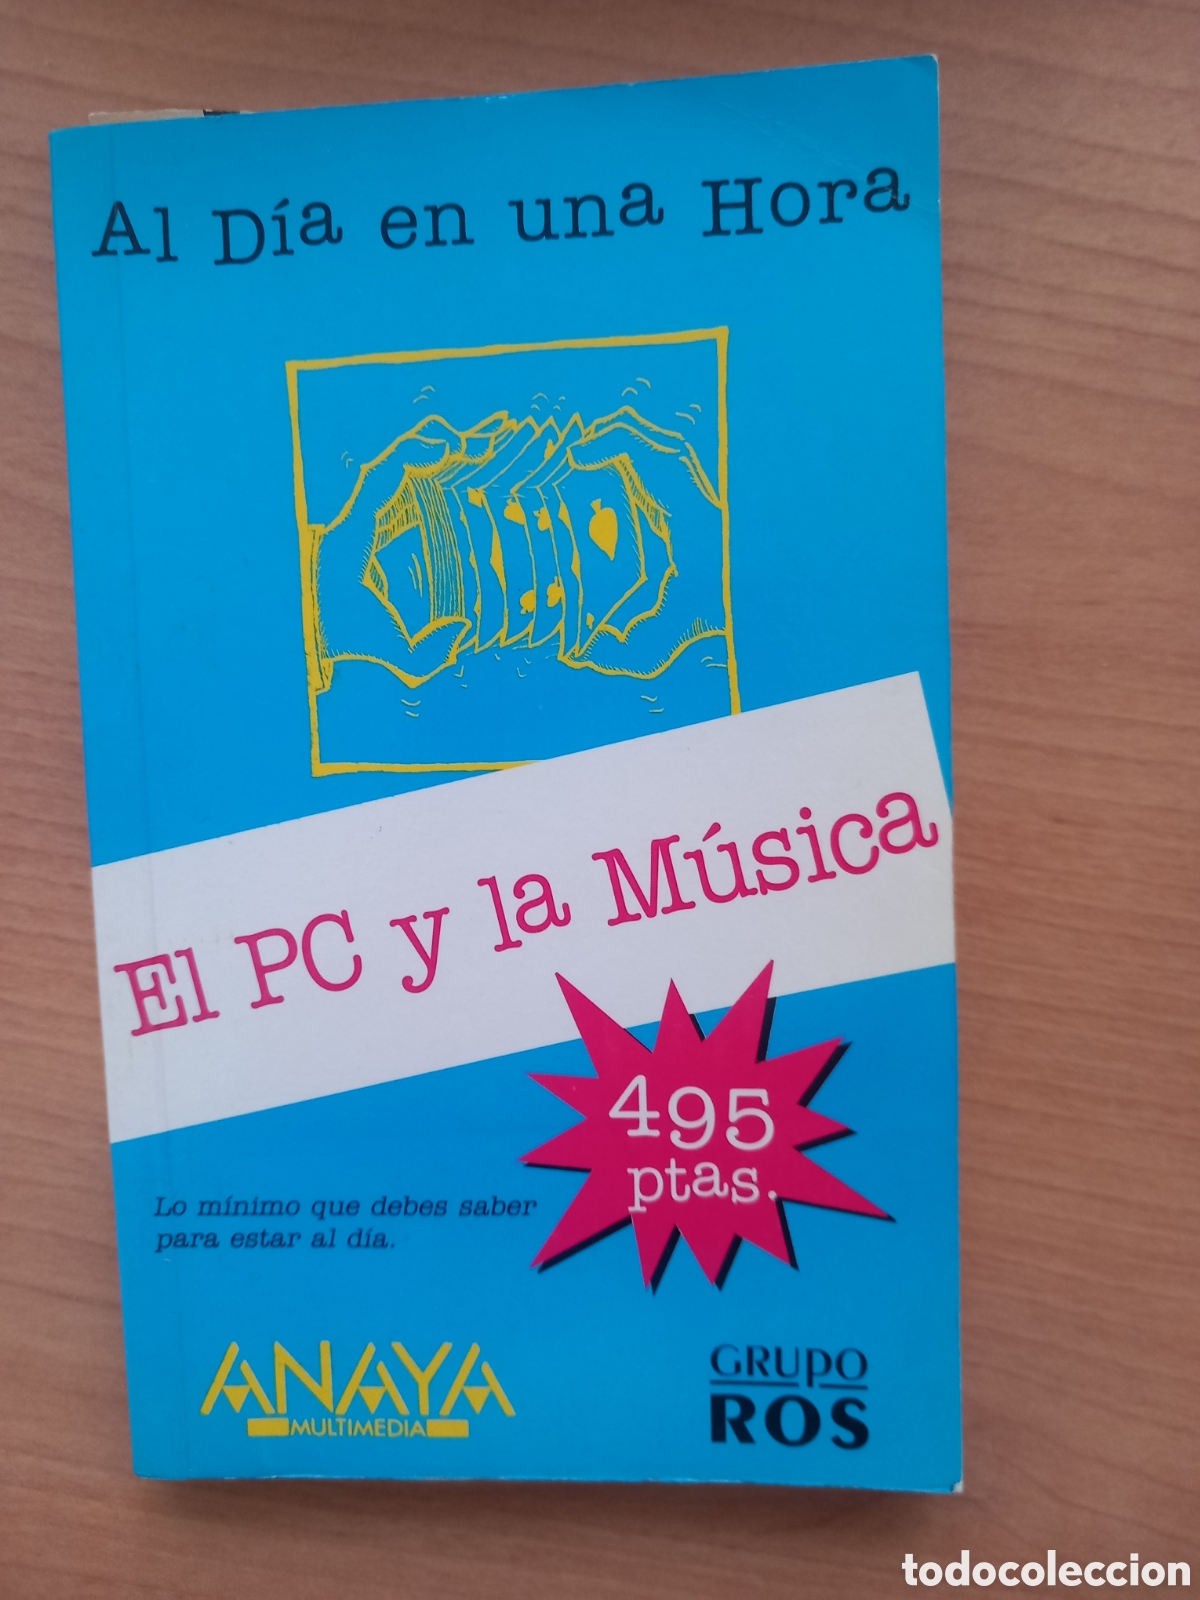 Al Día en una Hora
El PC y la Música
495
ptas.
Lo mínimo que debes saber
para estar al día.
ANAYA
MULTIMEDIA
GRUPO
ROS
todocoleccion